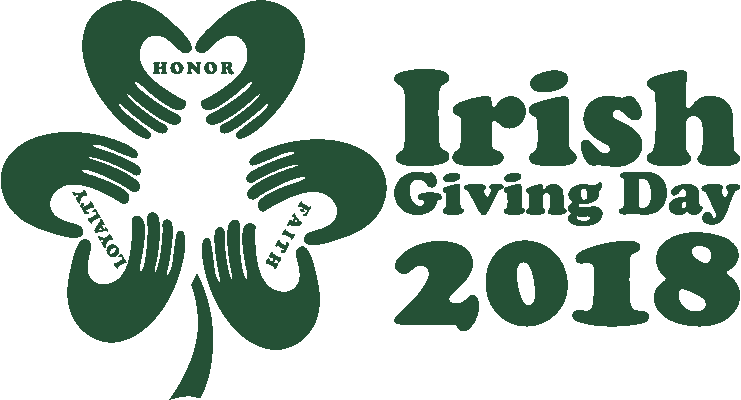 HONOR
LOYALTY
FAITH
Irish
Giving Day
2018